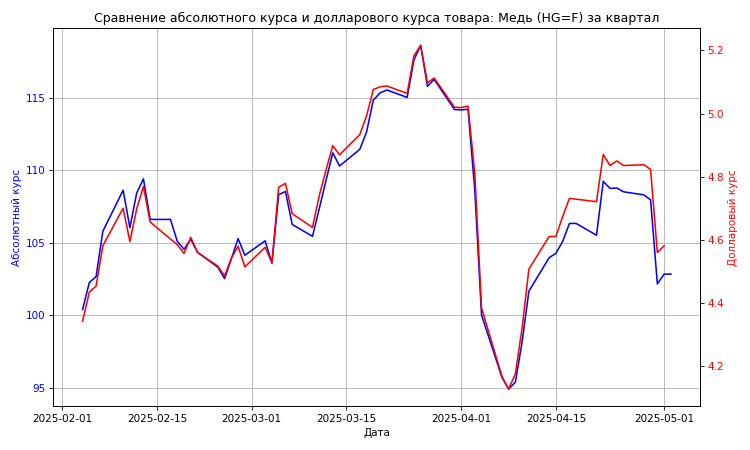 Сравнение абсолютного курса и долларового курса товара: Медь (HG=F) за квартал
Абсолютный курс
115
110
105
100
95
5.2
5.0
4.8
4.6
4.4
4.2
Долларовый курс
2025-02-01 2025-02-15 2025-03-01 2025-03-15 2025-04-01 2025-04-15 2025-05-01
Дата